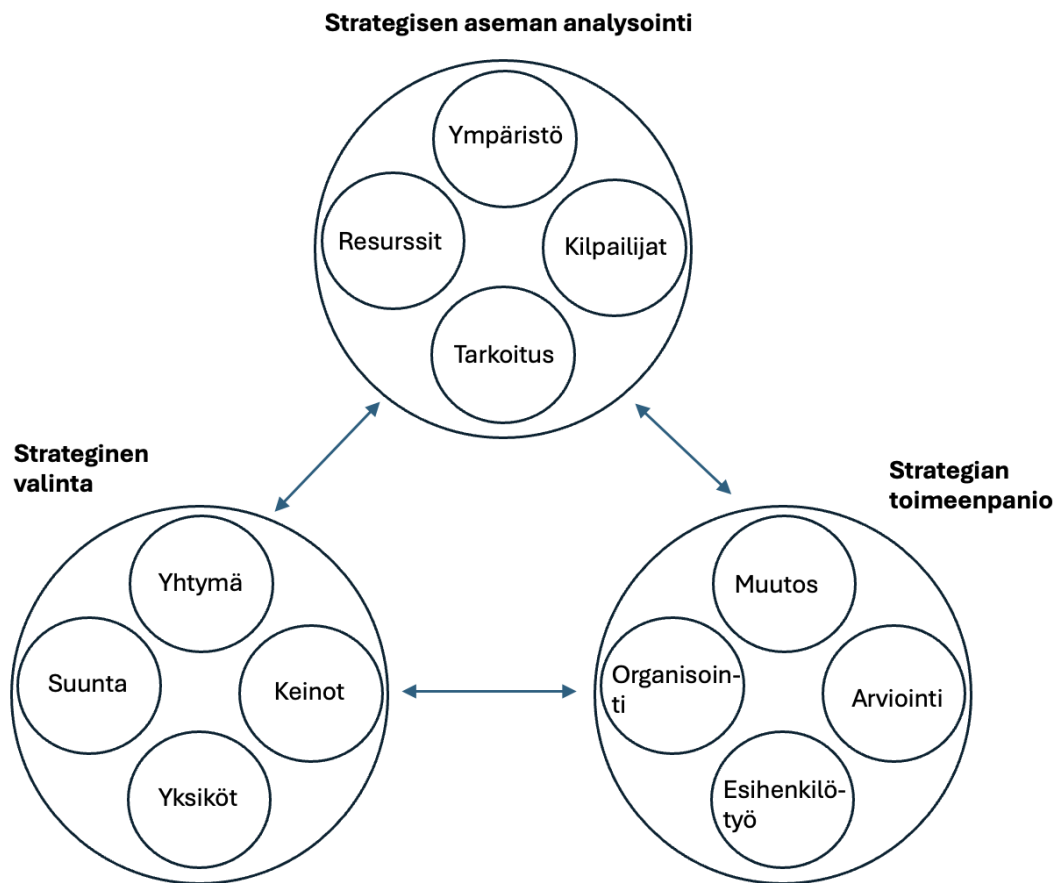 Strategisen aseman analysointi
Ympäristö
Resurssit
Kilpailijat
Tarkoitus
Strateginen
valinta
Yhtymä
Suunta
Keinot
Yksiköt
Strategian
toimeenpanio
Muutos
Organisoin-
ti
Arviointi
Esihenkilö-
työ